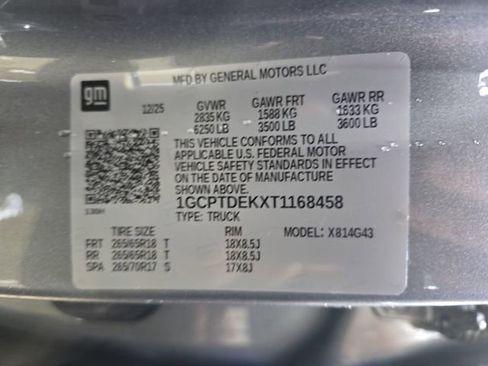 MFD BY GENERAL MOTORS LLC
gm
12/25 GVWR GAWR FRT GAWR RR
2835 KG 1588 KG 1633 KG
6250 LB 3500 LB 3600 LB
THIS VEHICLE CONFORMS TO ALL
APPLICABLE U.S. FEDERAL MOTOR
VEHICLE SAFETY STANDARDS IN EFFECT
ON THE DATE OF MANUFACTURE
SHOWN ABOVE.
1GCPTDEKXT1168458
TYPE: TRUCK
TIRE SIZE RIM MODEL: X814G43
FRT 265/65R18 T 18X8.5J
RR 265/65R18 T 18X8.5J
SPA 265/70R17 S 17X8J